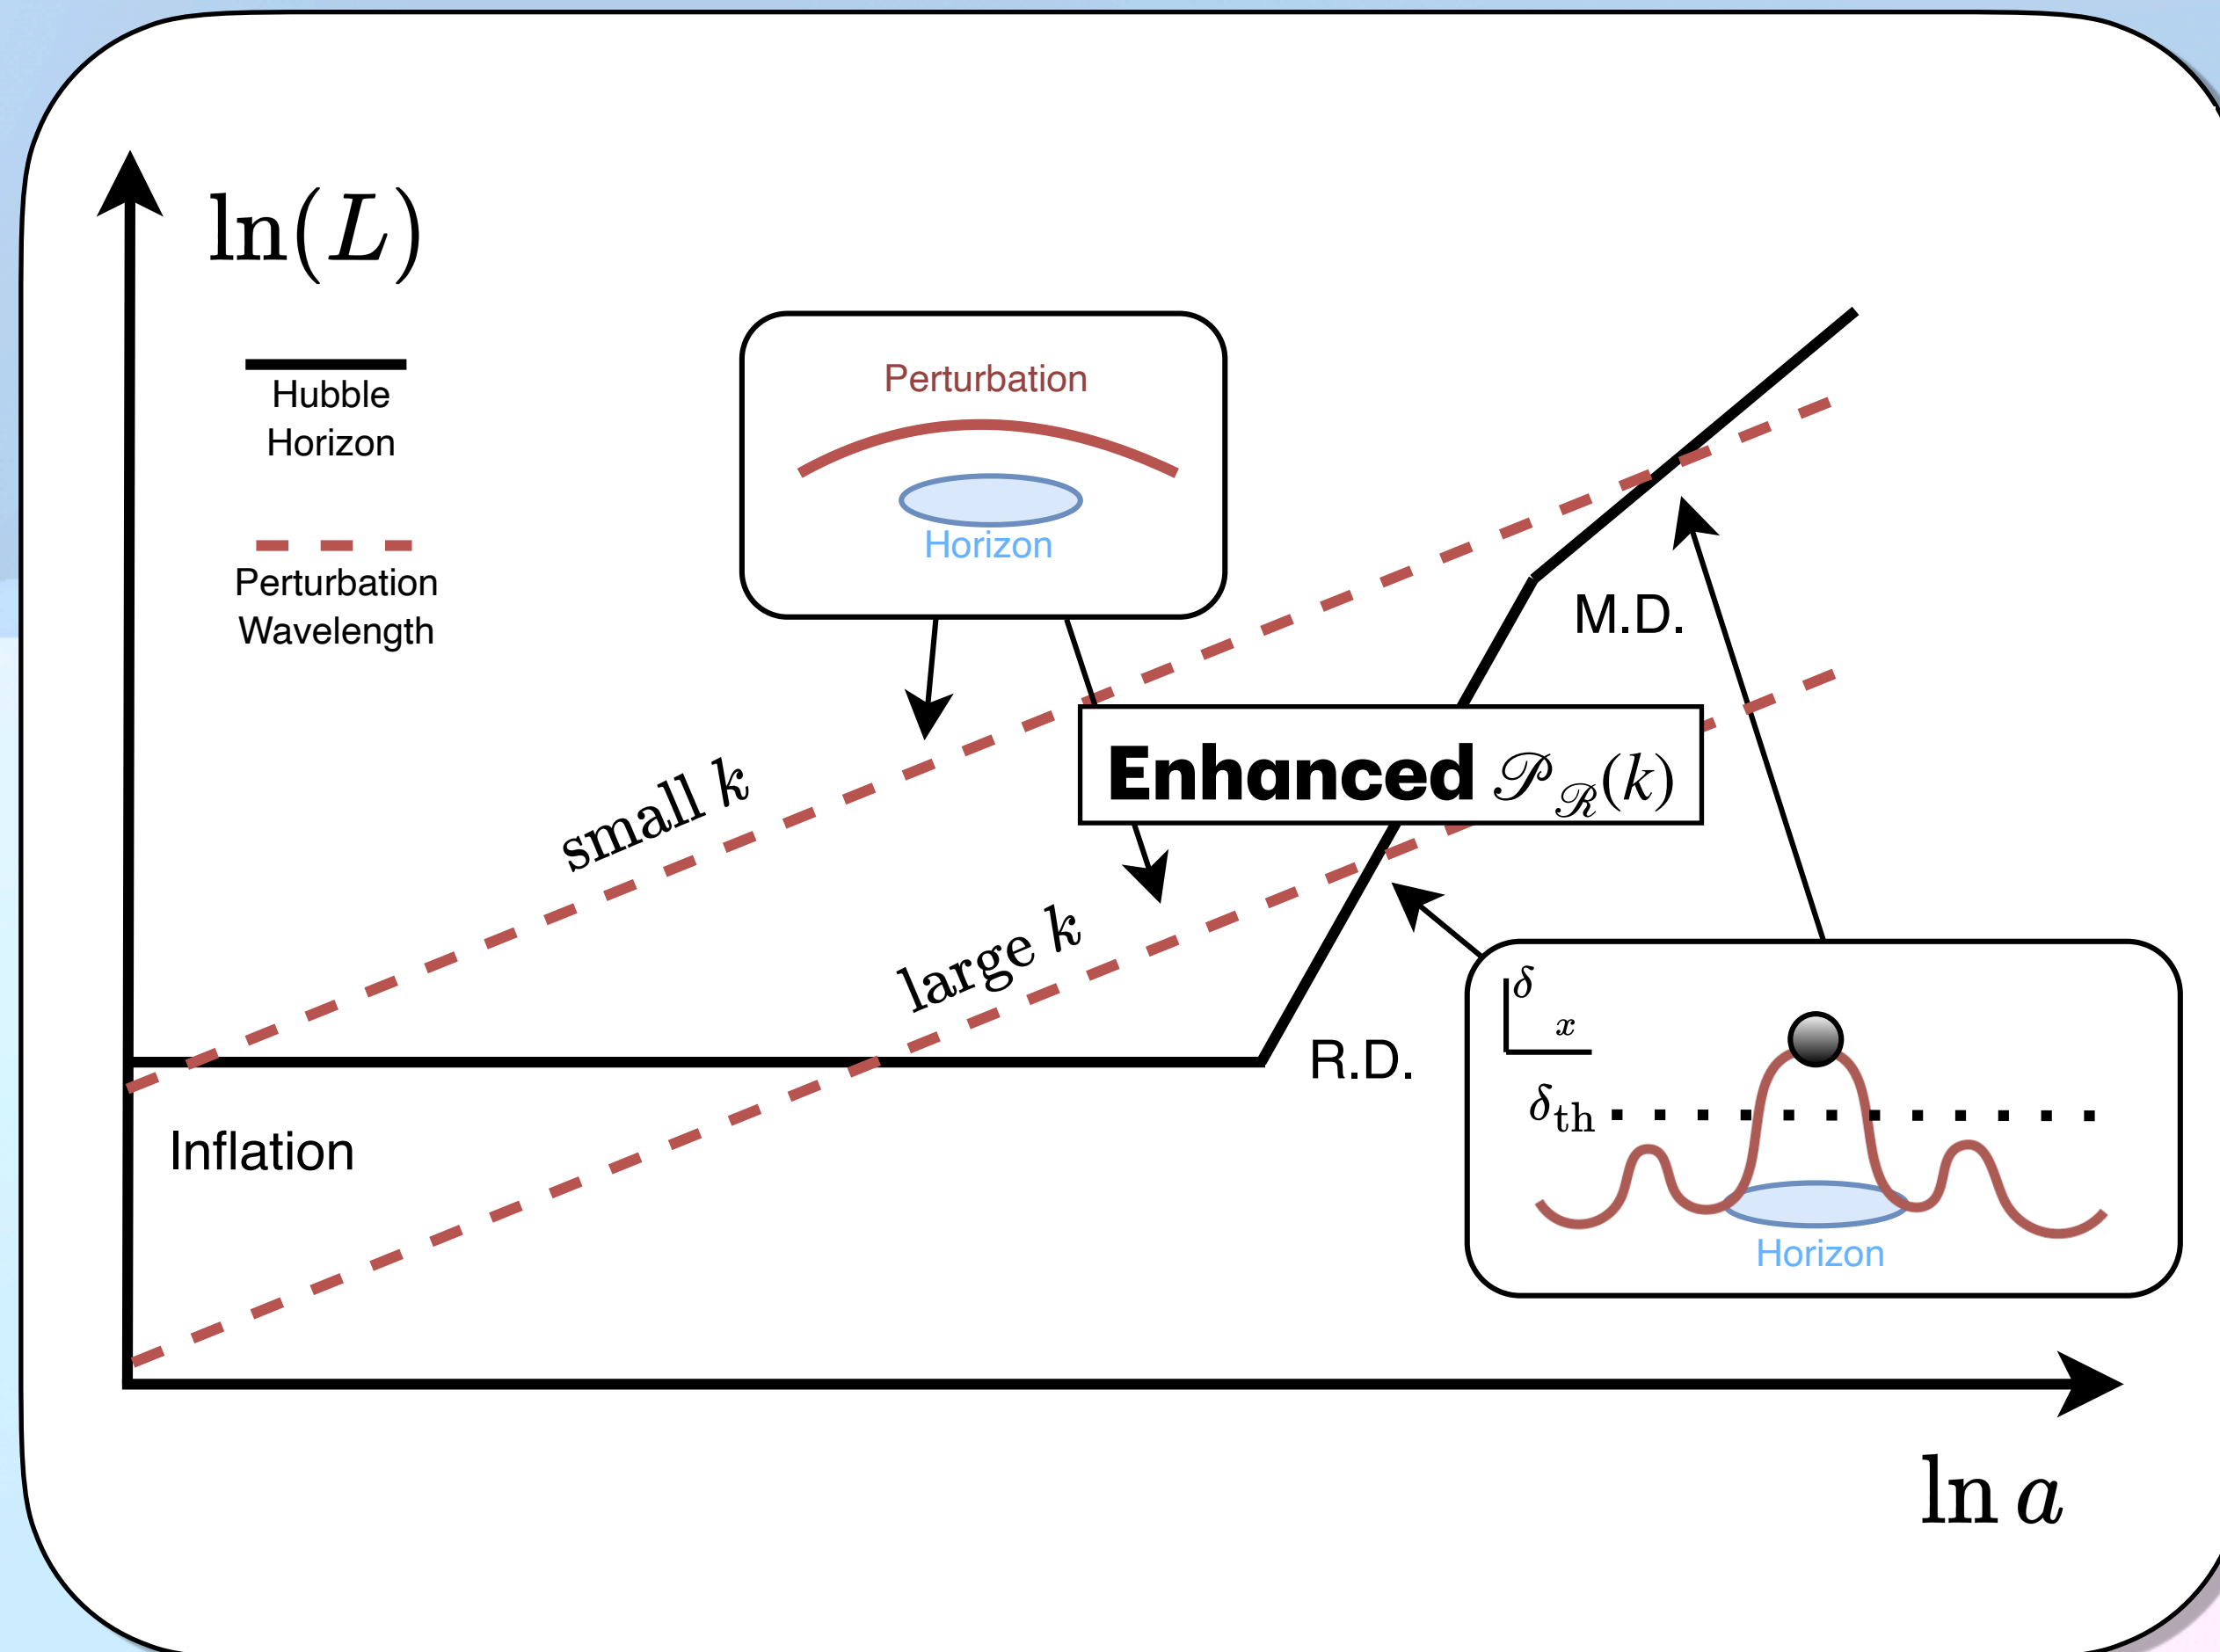 ln(L)
Hubble
Horizon
Perturbation
Wavelength
Perturbation
Horizon
small k
large k
Enhanced 𝒫_ℛ(k)
M.D.
R.D.
Inflation
δ
x
δ_th
Horizon
ln a